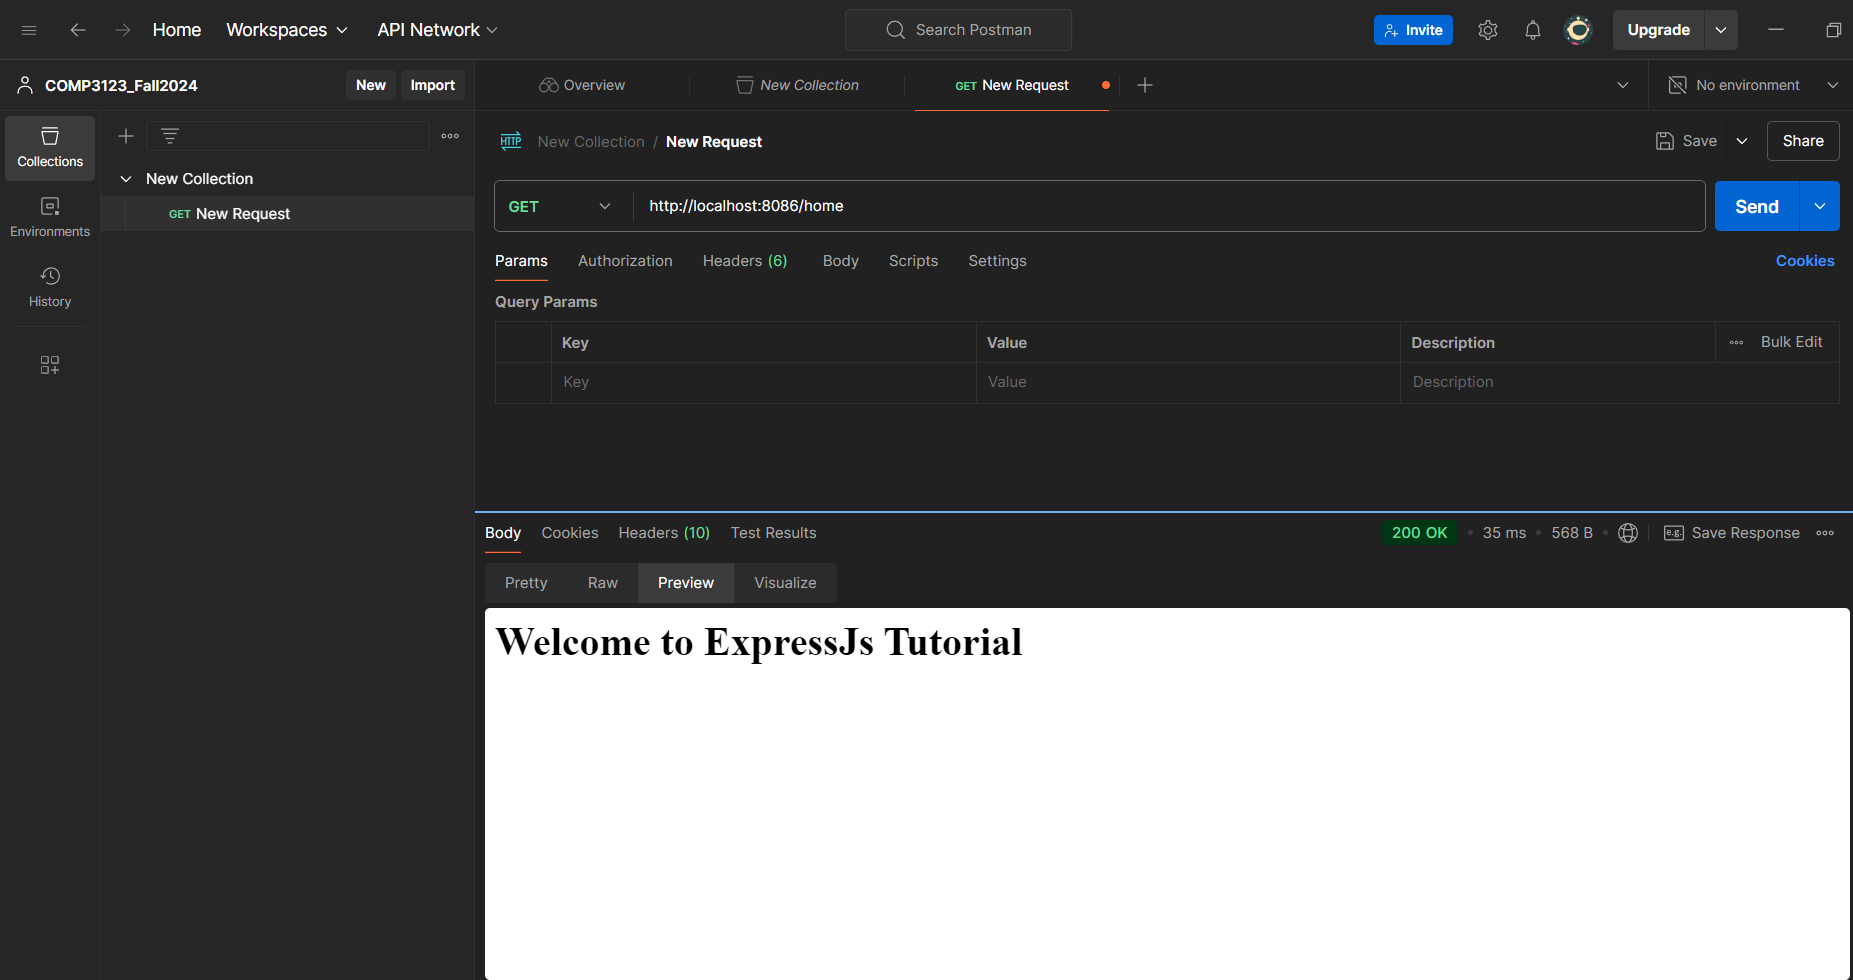 Home Workspaces API Network Search Postman Invite Upgrade
COMP3123_Fall2024 New Import Overview New Collection GET New Request No environment
Collections
Environments
History
New Collection
GET New Request
HTTP New Collection / New Request Save Share
GET http://localhost:8086/home Send
Params Authorization Headers (6) Body Scripts Settings Cookies
Query Params
Key Value Description Bulk Edit
Key Value Description
Body Cookies Headers (10) Test Results 200 OK 35 ms 568 B e.g. Save Response
Pretty Raw Preview Visualize
Welcome to ExpressJs Tutorial